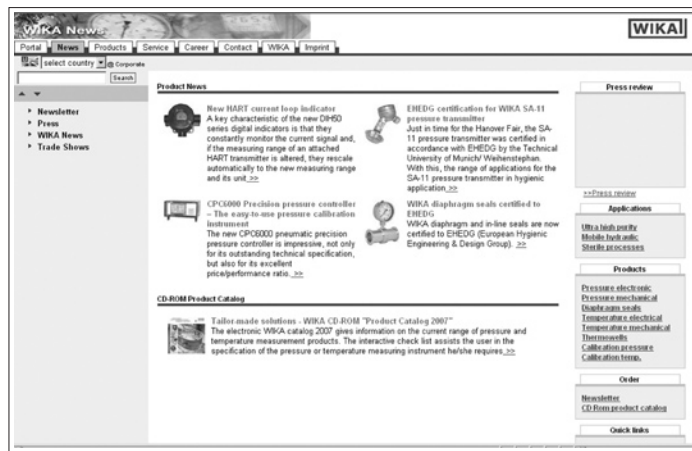 WIKA News
WIKA
Portal News Products Service Career Contact WIKA Imprint
select country Corporate
Search
Newsletter
Press
WIKA News
Trade Shows
Product News
New HART current loop indicator
A key characteristic of the new DIH50
series digital indicators is that they
constantly monitor the current signal and,
if the measuring range of an attached
HART transmitter is altered, they rescale
automatically to the new measuring range
and its unit >>
EHEDG certification for WIKA SA-11
pressure transmitter
Just in time for the Hanover Fair, the SA-
11 pressure transmitter was certified in
accordance with EHEDG by the Technical
University of Munich/ Weihenstephan.
With this, the range of applications for the
SA-11 pressure transmitter in hygienic
application >>
CPC6000 Precision pressure controller
– The easy-to-use pressure calibration
instrument
The new CPC6000 pneumatic precision
pressure controller is impressive, not only
for its outstanding technical specification,
but also for its excellent
price/performance ratio. >>
WIKA diaphragm seals certified to
EHEDG
WIKA diaphragm and in-line seals are now
certified to EHEDG (European Hygienic
Engineering & Design Group). >>
CD-ROM Product Catalog
Tailor-made solutions - WIKA CD-ROM "Product Catalog 2007"
The electronic WIKA catalog 2007 gives information on the current range of pressure and
temperature measurement products. The interactive check list assists the user in the
specification of the pressure or temperature measuring instrument he/she requires >>
Press review
>>Press review
Applications
Ultra high purity
Mobile hydraulic
Sterile processes
Products
Pressure electronic
Pressure mechanical
Diaphragm seals
Temperature electrical
Temperature mechanical
Thermowells
Calibration pressure
Calibration temp.
Order
Newsletter
CD-Rom product catalog
Quick links